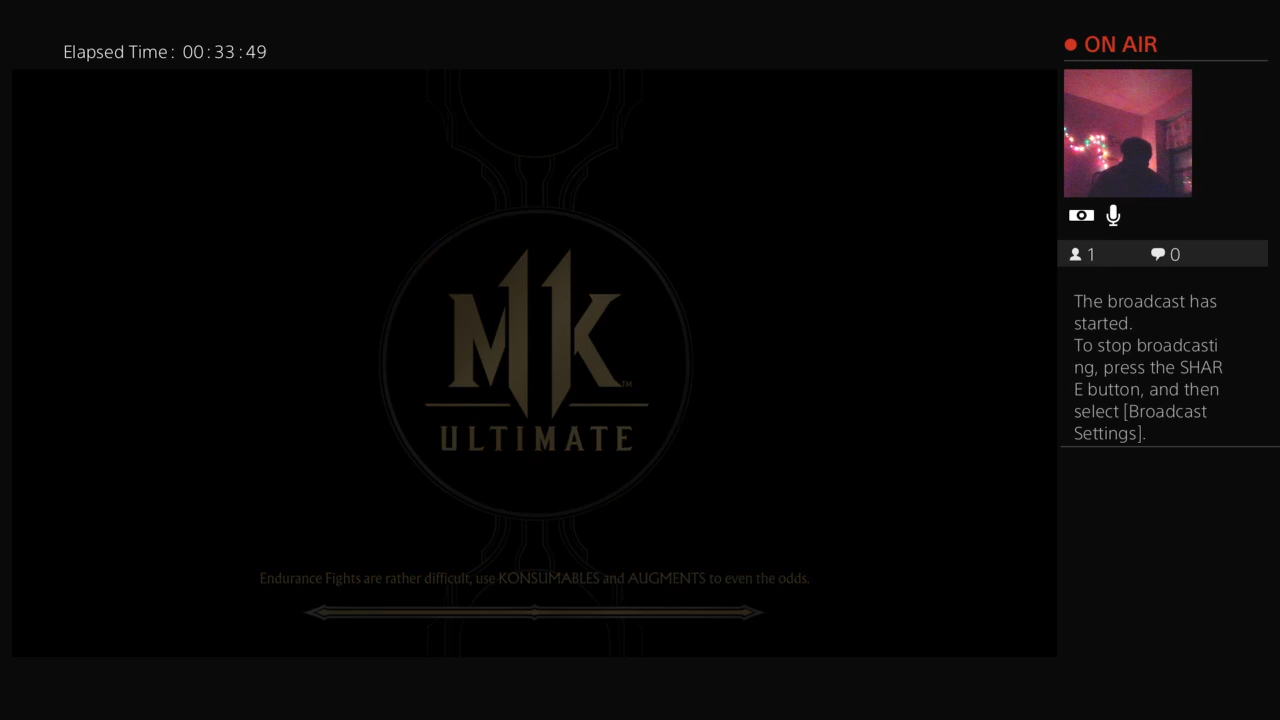 Elapsed Time: 00:33:49
ON AIR
1
0
The broadcast has
started.
To stop broadcasti
ng, press the SHAR
E button, and then
select [Broadcast
Settings].
MK
TM
ULTIMATE
Endurance Fights are rather difficult, use KONSUMABLES and AUGMENTS to even the odds.